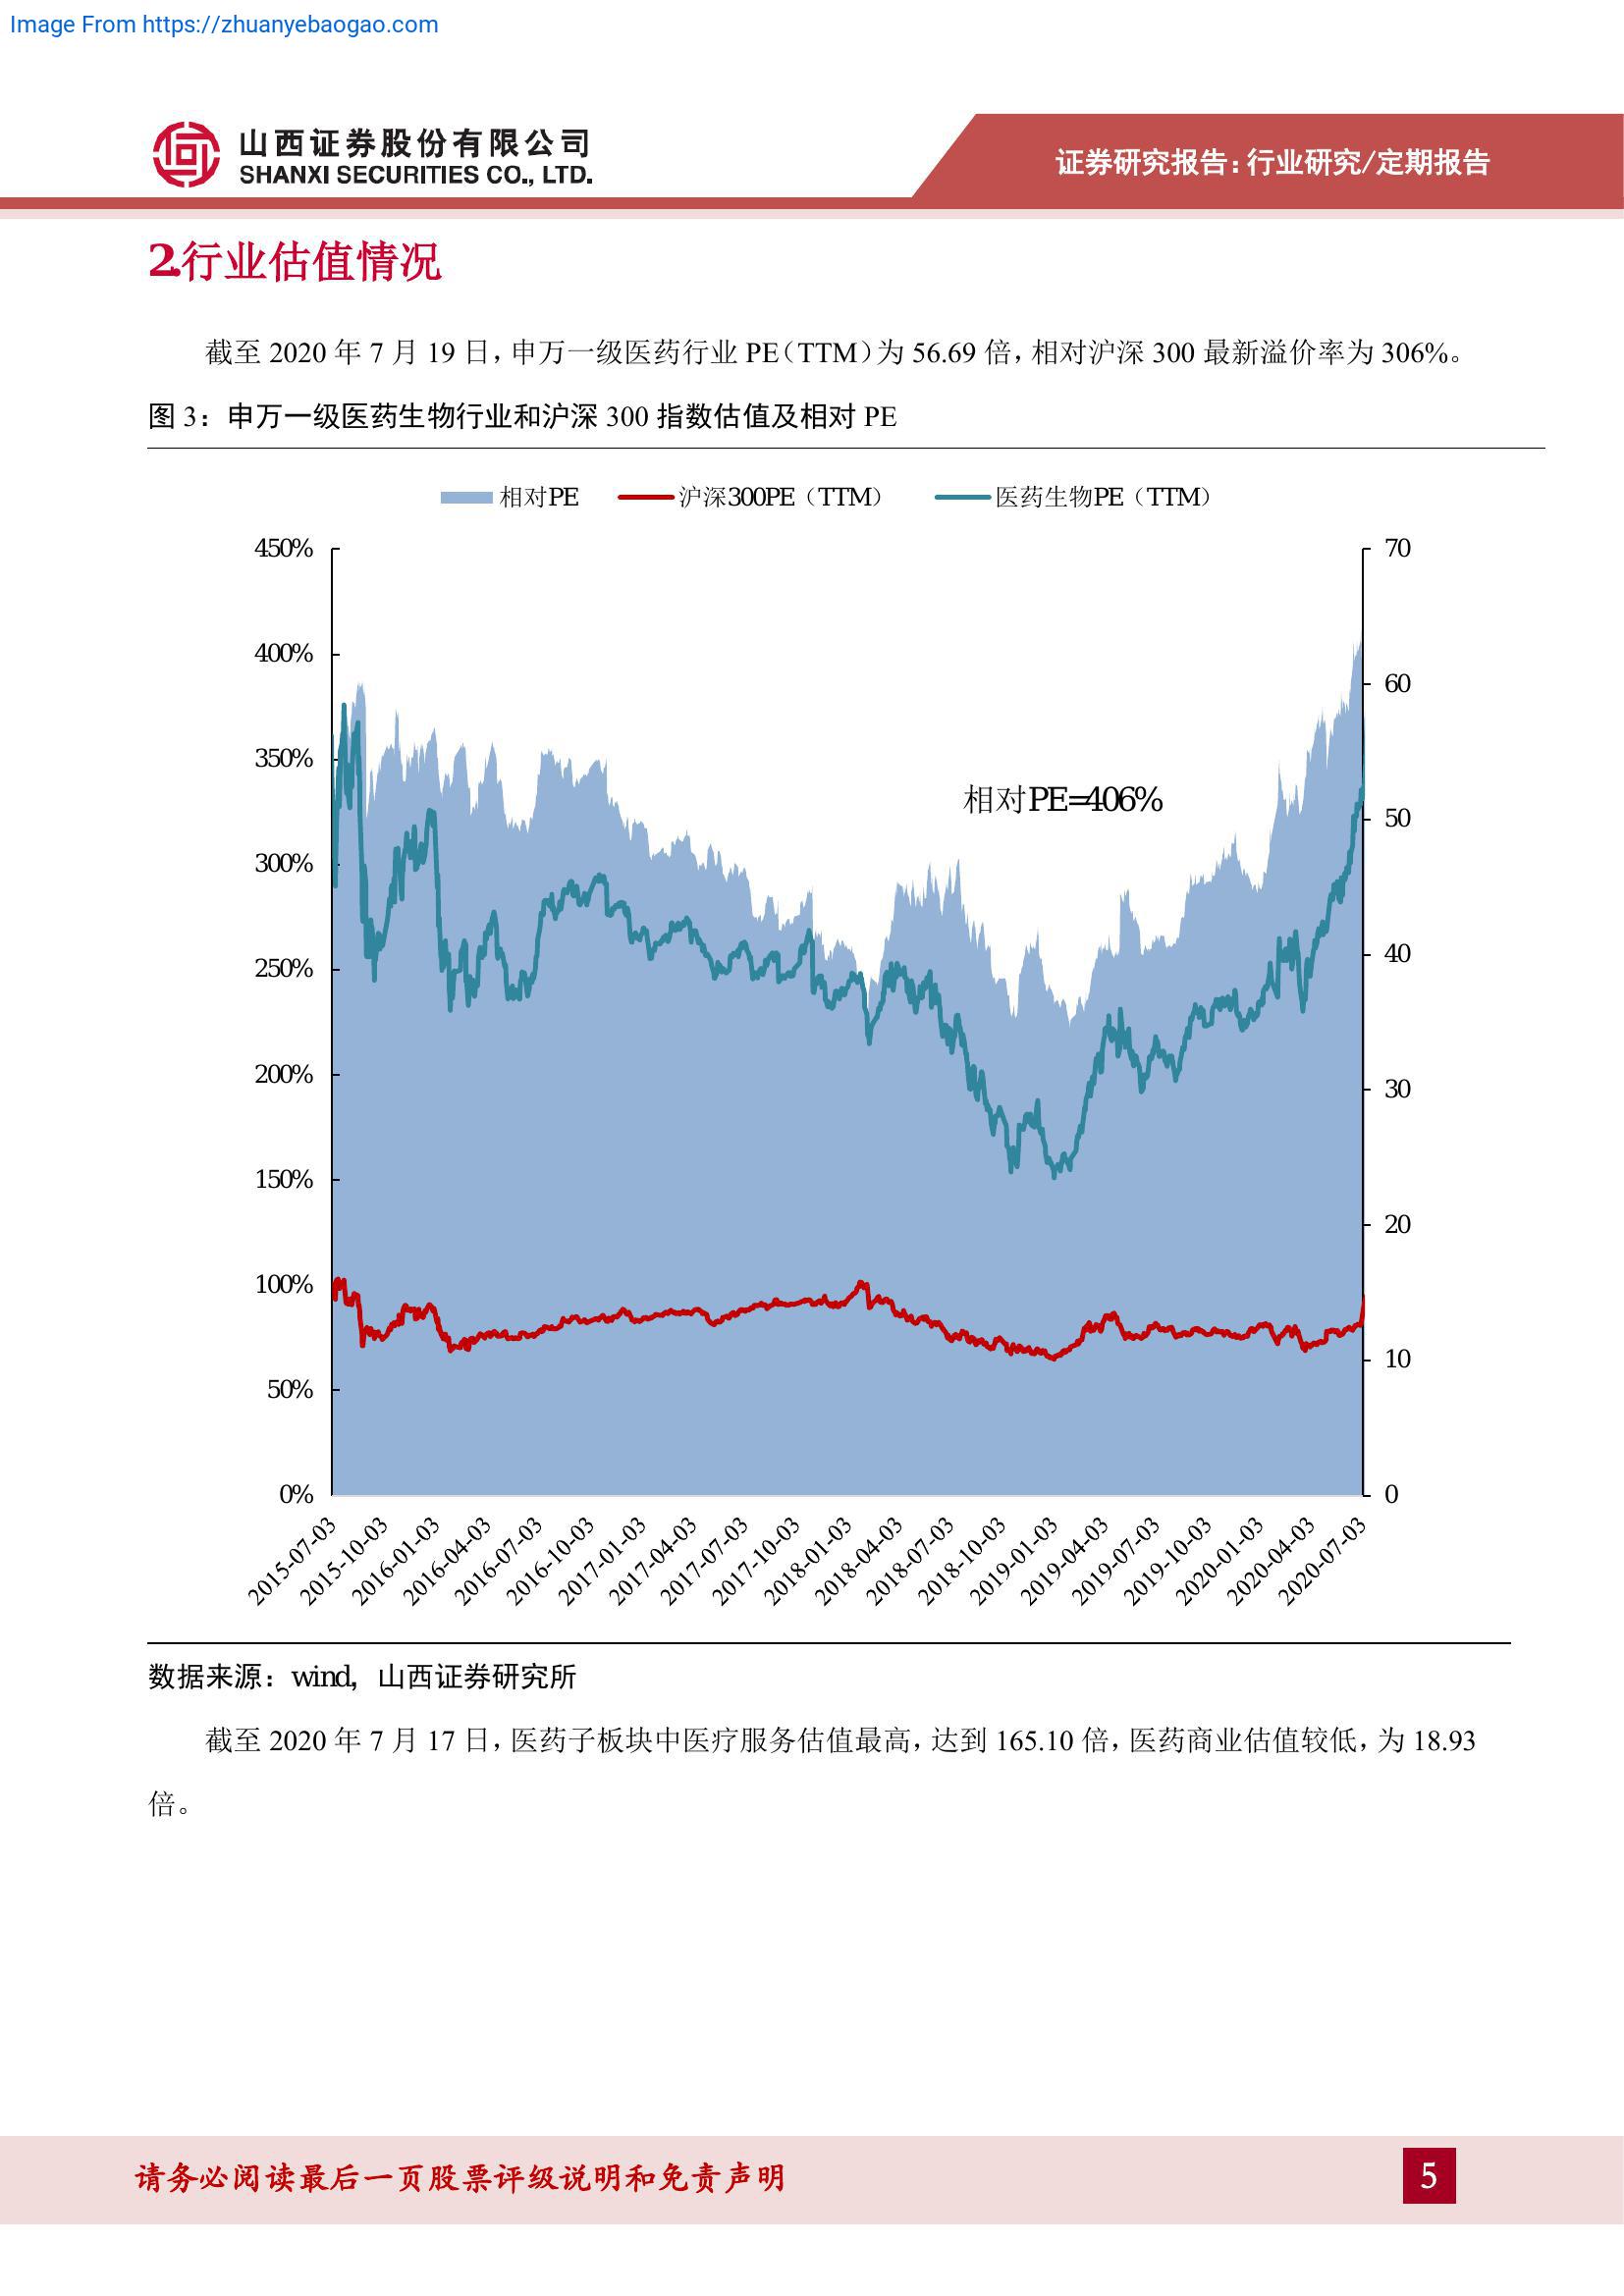 Image From https://zhuanyebaogao.com
山西证券股份有限公司
SHANXI SECURITIES CO., LTD.
证券研究报告：行业研究/定期报告
2.行业估值情况
截至 2020 年 7 月 19 日，申万一级医药行业 PE（TTM）为 56.69 倍，相对沪深 300 最新溢价率为 306%。
图 3：申万一级医药生物行业和沪深 300 指数估值及相对 PE
相对PE 沪深300PE（TTM） 医药生物PE（TTM）
450% 70
400%
60
350%
相对PE=406%
50
300%
250% 40
200% 30
150%
20
100%
10
50%
0% 0
2015-07-03 2015-10-03 2016-01-03 2016-04-03 2016-07-03 2016-10-03 2017-01-03 2017-04-03 2017-07-03 2017-10-03 2018-01-03 2018-04-03 2018-07-03 2018-10-03 2019-01-03 2019-04-03 2019-07-03 2019-10-03 2020-01-03 2020-04-03 2020-07-03
数据来源：wind，山西证券研究所
截至 2020 年 7 月 17 日，医药子板块中医疗服务估值最高，达到 165.10 倍，医药商业估值较低，为 18.93
倍。
请务必阅读最后一页股票评级说明和免责声明
5